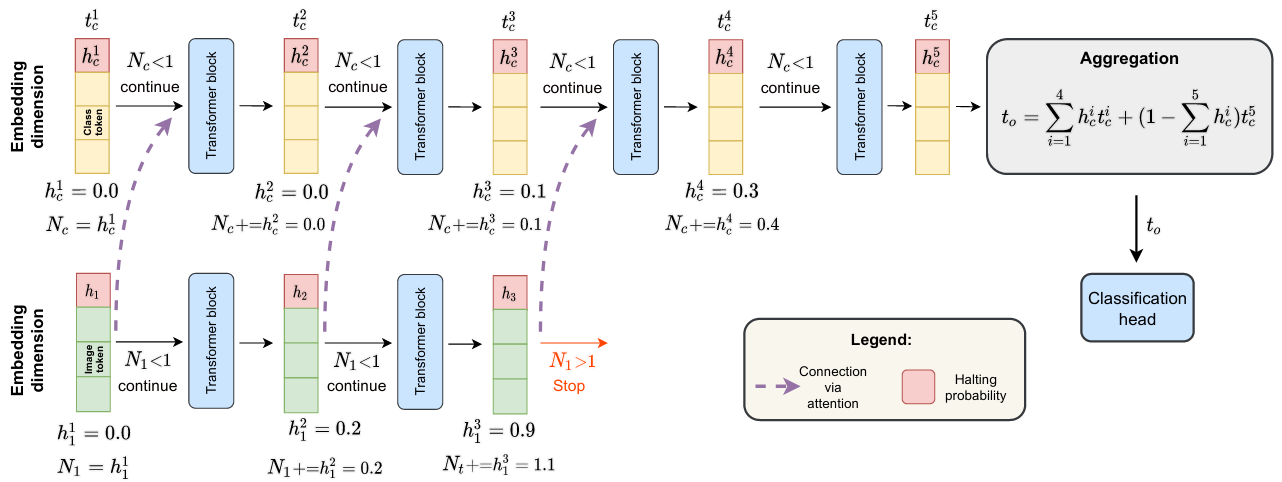 Embedding dimension
t_c^1
h_c^1
Class token
N_c<1
continue
Transformer block
t_c^2
h_c^2
N_c<1
continue
Transformer block
t_c^3
h_c^3
N_c<1
continue
Transformer block
t_c^4
h_c^4
N_c<1
continue
Transformer block
t_c^5
h_c^5
Aggregation
t_o = \sum_{i=1}^{4} h_c^i t_c^i + (1 - \sum_{i=1}^{5} h_c^i) t_c^5
h_c^1 = 0.0
N_c = h_c^1
h_c^2 = 0.0
N_c+=h_c^2 = 0.0
h_c^3 = 0.1
N_c+=h_c^3 = 0.1
h_c^4 = 0.3
N_c+=h_c^4 = 0.4
t_o
Classification
head
Embedding dimension
h_1
Image token
N_1<1
continue
Transformer block
h_2
N_1<1
continue
Transformer block
h_3
N_1>1
Stop
h_1^1 = 0.0
N_1 = h_1^1
h_1^2 = 0.2
N_1+=h_1^2 = 0.2
h_1^3 = 0.9
N_t+=h_1^3 = 1.1
Legend:
Connection
via
attention
Halting
probability